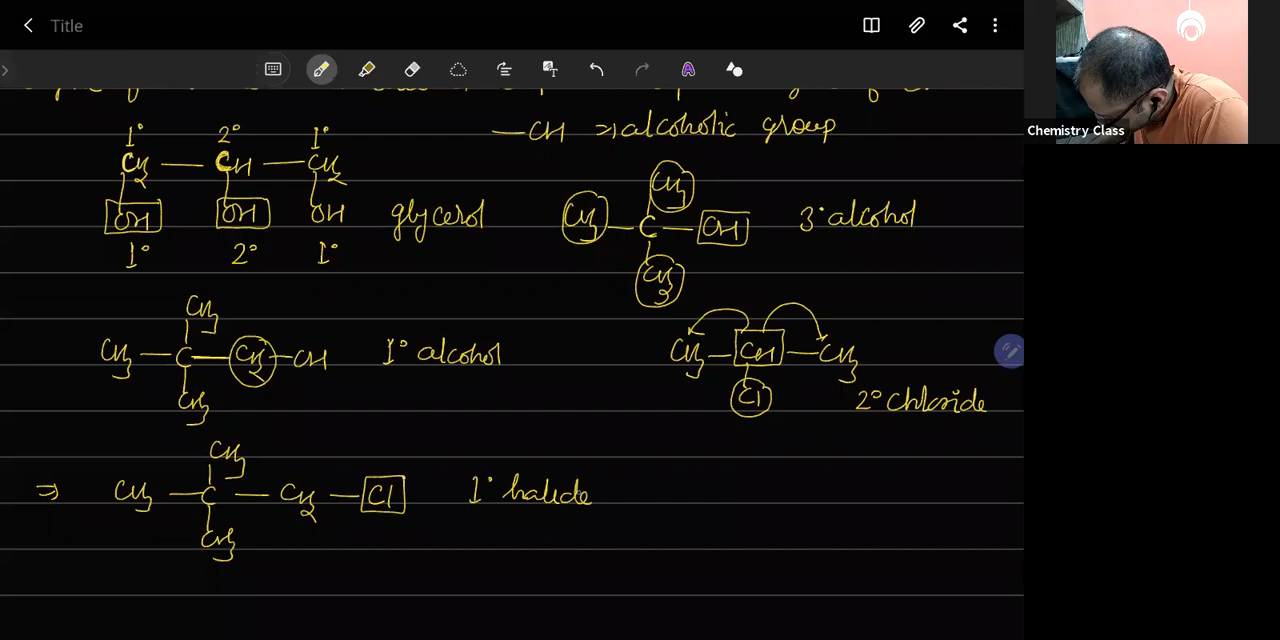 Title
Chemistry Class
—OH ⇒ alcoholic group
1° 2° 1°
CH2 — CH — CH2
OH OH OH glycerol
1° 2° 1°
CH3
CH3 — C — OH 3° alcohol
CH3
CH3
CH3 — C — CH2 — OH 1° alcohol
CH3
CH3 — CH — CH3
Cl
2° Chloride
CH3
⇒ CH3 — C — CH2 — Cl 1° halide
CH3